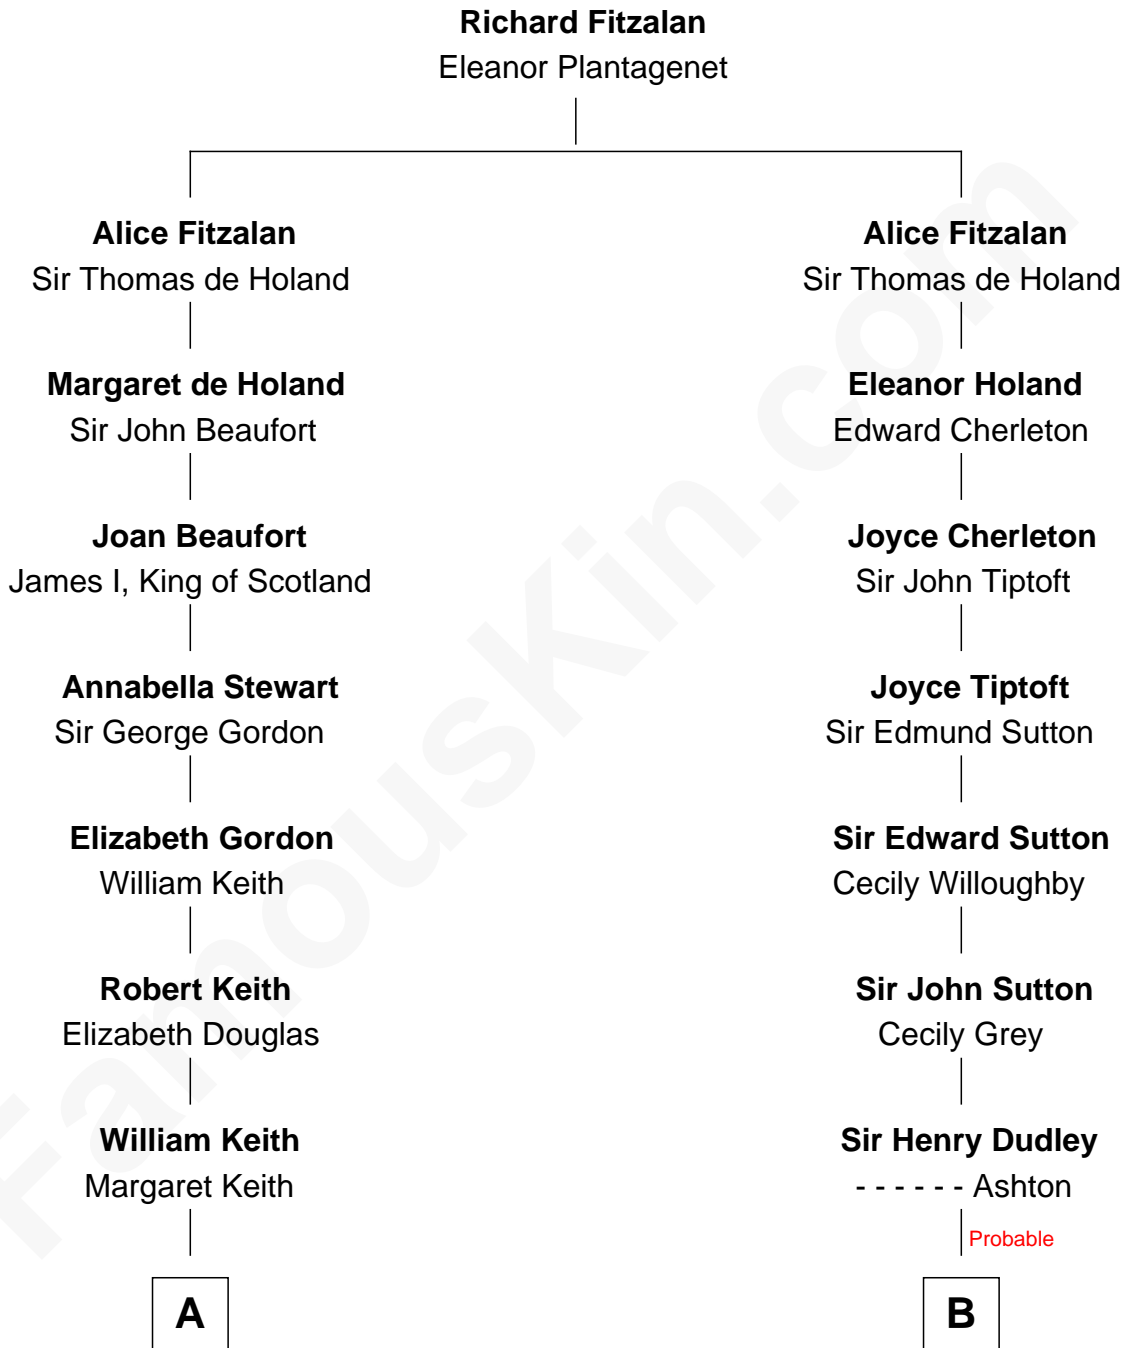 Richard Fitzalan
Eleanor Plantagenet
Alice Fitzalan
Sir Thomas de Holand
Margaret de Holand
Sir John Beaufort
Joan Beaufort
James I, King of Scotland
Annabella Stewart
Sir George Gordon
Elizabeth Gordon
William Keith
Robert Keith
Elizabeth Douglas
William Keith
Margaret Keith
A
Alice Fitzalan
Sir Thomas de Holand
Eleanor Holand
Edward Cherleton
Joyce Cherleton
Sir John Tiptoft
Joyce Tiptoft
Sir Edmund Sutton
Sir Edward Sutton
Cecily Willoughby
Sir John Sutton
Cecily Grey
Sir Henry Dudley
- - - - - - Ashton
Probable
B
FamousKin.com